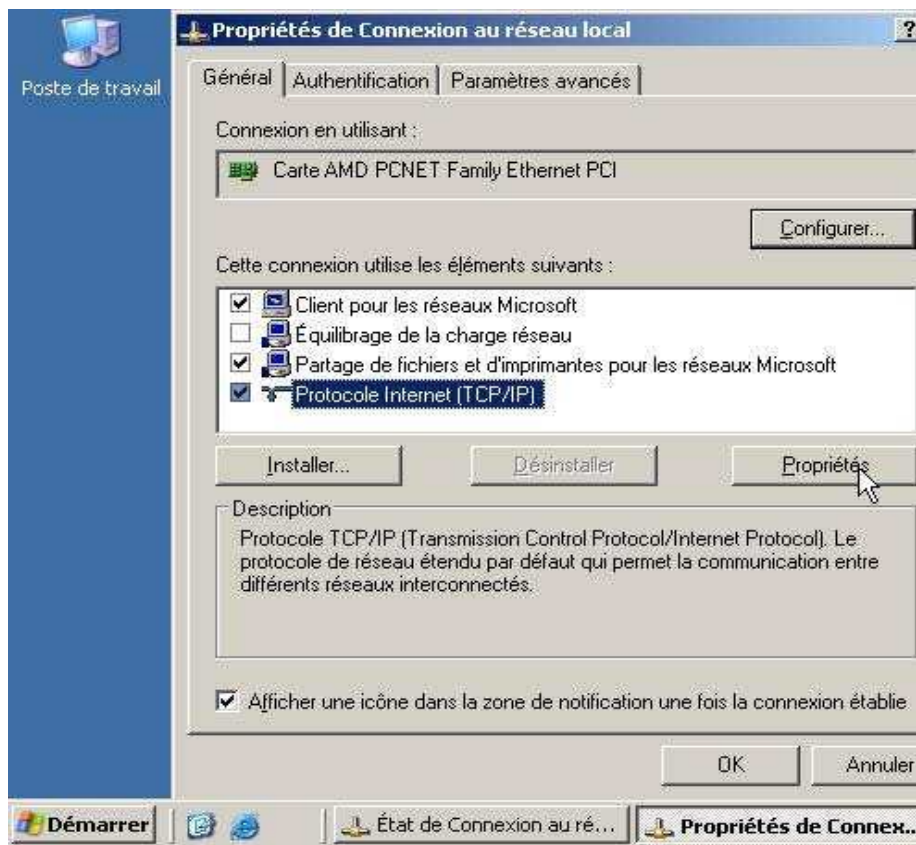 Poste de travail
Propriétés de Connexion au réseau local
?
Général
Authentification
Paramètres avancés
Connexion en utilisant :
Carte AMD PCNET Family Ethernet PCI
Configurer...
Cette connexion utilise les éléments suivants :
Client pour les réseaux Microsoft
Équilibrage de la charge réseau
Partage de fichiers et d'imprimantes pour les réseaux Microsoft
Protocole Internet (TCP/IP)
Installer...
Désinstaller
Propriétés
Description
Protocole TCP/IP (Transmission Control Protocol/Internet Protocol). Le
protocole de réseau étendu par défaut qui permet la communication entre
différents réseaux interconnectés.
Afficher une icône dans la zone de notification une fois la connexion établie
OK
Annuler
Démarrer
État de Connexion au ré...
Propriétés de Connex...